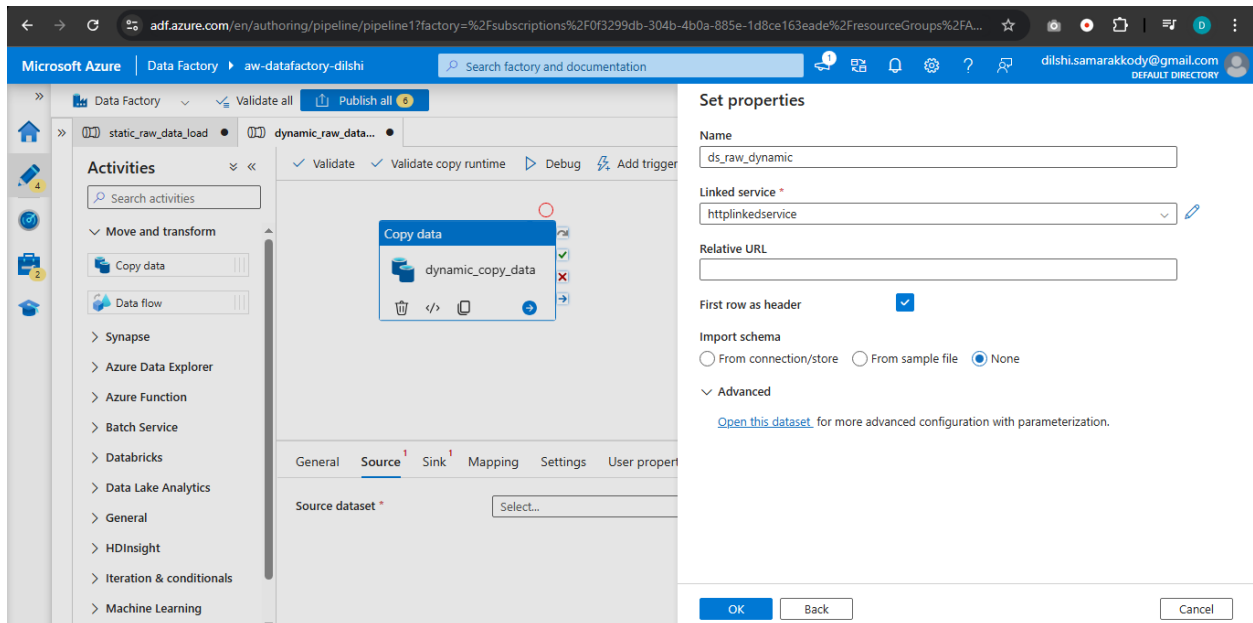 adf.azure.com/en/authoring/pipeline/pipeline1?factory=%2Fsubscriptions%2F0f3299db-304b-4b0a-885e-1d8ce163eade%2FresourceGroups%2FA...
D
Microsoft Azure
Data Factory
aw-datafactory-dilshi
Search factory and documentation
1
dilshi.samarakkody@gmail.com
DEFAULT DIRECTORY
Data Factory
Validate all
Publish all 6
static_raw_data_load
dynamic_raw_data...
4
2
Activities
Search activities
Move and transform
Copy data
Data flow
Synapse
Azure Data Explorer
Azure Function
Batch Service
Databricks
Data Lake Analytics
General
HDInsight
Iteration & conditionals
Machine Learning
Validate
Validate copy runtime
Debug
Add trigger
Copy data
dynamic_copy_data
General
Source 1
Sink 1
Mapping
Settings
User propert
Source dataset *
Select...
Set properties
Name
ds_raw_dynamic
Linked service *
httplinkedservice
Relative URL
First row as header
Import schema
From connection/store
From sample file
None
Advanced
Open this dataset for more advanced configuration with parameterization.
OK
Back
Cancel